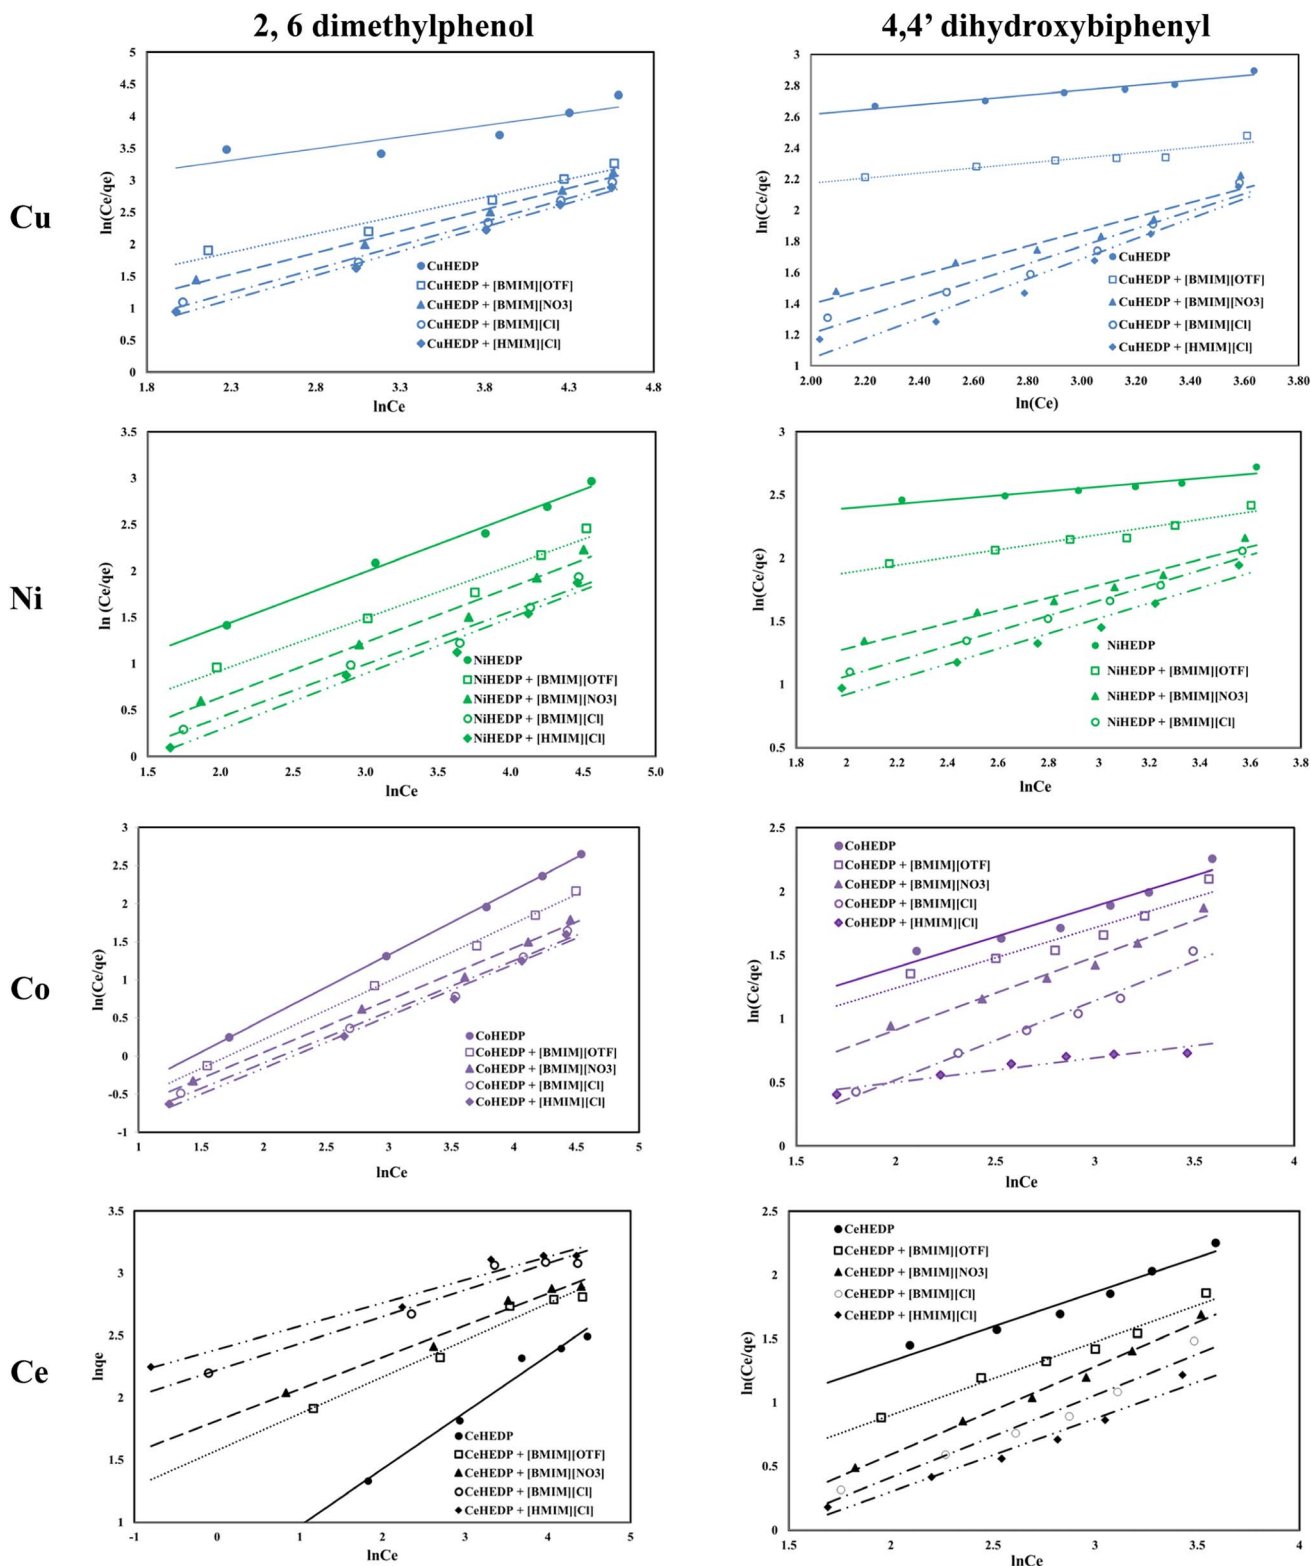 2, 6 dimethylphenol
4,4’ dihydroxybiphenyl
Cu
ln(Ce/qe)
5
4.5
4
3.5
3
2.5
2
1.5
1
0.5
0
CuHEDP
CuHEDP + [BMIM][OTF]
CuHEDP + [BMIM][NO3]
CuHEDP + [BMIM][Cl]
CuHEDP + [HMIM][Cl]
1.8 2.3 2.8 3.3 3.8 4.3 4.8
lnCe
ln(Ce/qe)
3
2.8
2.6
2.4
2.2
2
1.8
1.6
1.4
1.2
1
CuHEDP
CuHEDP + [BMIM][OTF]
CuHEDP + [BMIM][NO3]
CuHEDP + [BMIM][Cl]
CuHEDP + [HMIM][Cl]
2.00 2.20 2.40 2.60 2.80 3.00 3.20 3.40 3.60 3.80
ln(Ce)
Ni
ln (Ce/qe)
3.5
3
2.5
2
1.5
1
0.5
0
NiHEDP
NiHEDP + [BMIM][OTF]
NiHEDP + [BMIM][NO3]
NiHEDP + [BMIM][Cl]
NiHEDP + [HMIM][Cl]
1.5 2.0 2.5 3.0 3.5 4.0 4.5 5.0
lnCe
ln(Ce/qe)
3
2.5
2
1.5
1
0.5
NiHEDP
NiHEDP + [BMIM][OTF]
NiHEDP + [BMIM][NO3]
NiHEDP + [BMIM][Cl]
1.8 2 2.2 2.4 2.6 2.8 3 3.2 3.4 3.6 3.8
lnCe
Co
ln(Ce/qe)
3
2.5
2
1.5
1
0.5
0
-0.5
-1
CoHEDP
CoHEDP + [BMIM][OTF]
CoHEDP + [BMIM][NO3]
CoHEDP + [BMIM][Cl]
CoHEDP + [HMIM][Cl]
1 1.5 2 2.5 3 3.5 4 4.5 5
lnCe
ln(Ce/qe)
2.5
2
1.5
1
0.5
0
CoHEDP
CoHEDP + [BMIM][OTF]
CoHEDP + [BMIM][NO3]
CoHEDP + [BMIM][Cl]
CoHEDP + [HMIM][Cl]
1.5 2 2.5 3 3.5 4
lnCe
Ce
lnqe
3.5
3
2.5
2
1.5
1
CeHEDP
CeHEDP + [BMIM][OTF]
CeHEDP + [BMIM][NO3]
CeHEDP + [BMIM][Cl]
CeHEDP + [HMIM][Cl]
-1 0 1 2 3 4 5
lnCe
ln(Ce/qe)
2.5
2
1.5
1
0.5
0
CeHEDP
CeHEDP + [BMIM][OTF]
CeHEDP + [BMIM][NO3]
CeHEDP + [BMIM][Cl]
CeHEDP + [HMIM][Cl]
1.5 2 2.5 3 3.5 4
lnCe